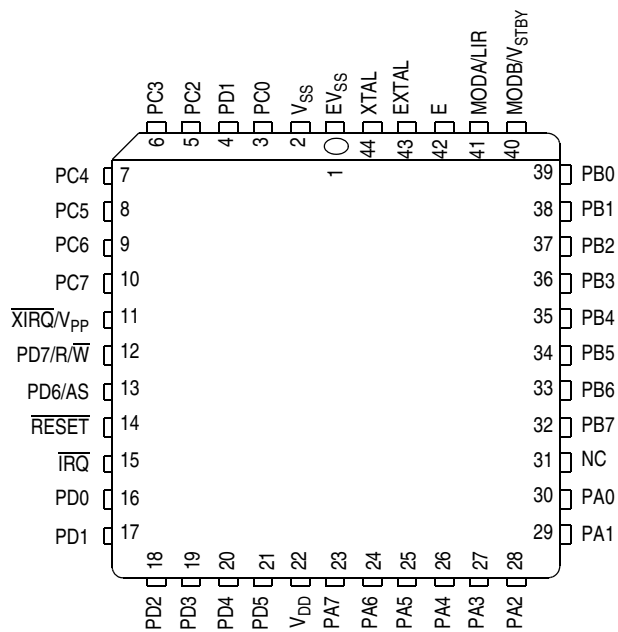 PC3
PC2
PD1
PC0
VSS
EVSS
XTAL
EXTAL
E
MODA/LIR
MODB/VSTBY
6
5
4
3
2
1
44
43
42
41
40
PC4 7
PC5 8
PC6 9
PC7 10
XIRQ/VPP 11
PD7/R/W 12
PD6/AS 13
RESET 14
IRQ 15
PD0 16
PD1 17
39 PB0
38 PB1
37 PB2
36 PB3
35 PB4
34 PB5
33 PB6
32 PB7
31 NC
30 PA0
29 PA1
18
19
20
21
22
23
24
25
26
27
28
PD2
PD3
PD4
PD5
VDD
PA7
PA6
PA5
PA4
PA3
PA2